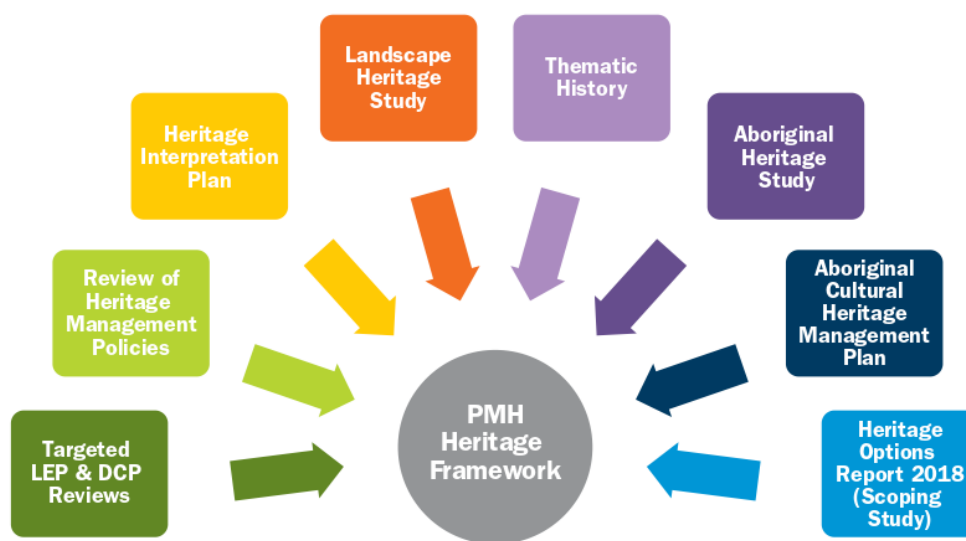 Landscape
Heritage
Study
Thematic
History
Heritage
Interpretation
Plan
Aboriginal
Heritage
Study
Review of
Heritage
Management
Policies
Aboriginal
Cultural
Heritage
Management
Plan
Targeted
LEP & DCP
Reviews
PMH
Heritage
Framework
Heritage
Options
Report 2018
(Scoping
Study)